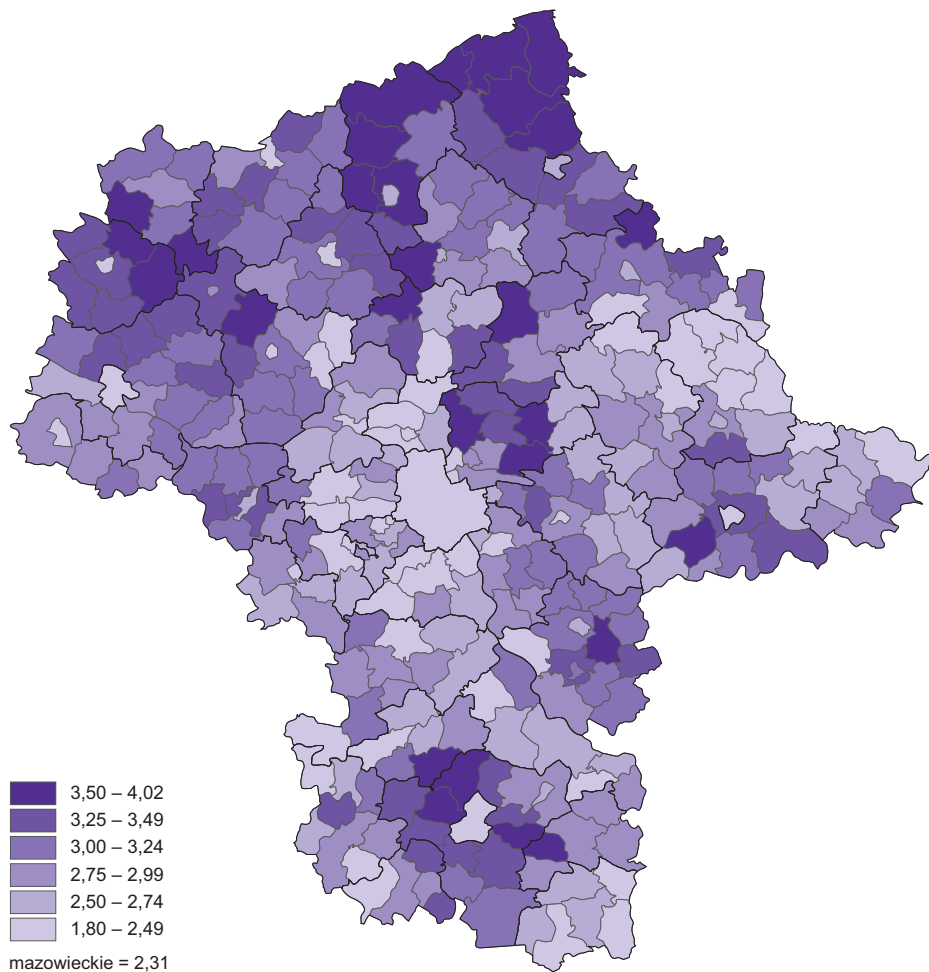 3,50 – 4,02
3,25 – 3,49
3,00 – 3,24
2,75 – 2,99
2,50 – 2,74
1,80 – 2,49
mazowieckie = 2,31